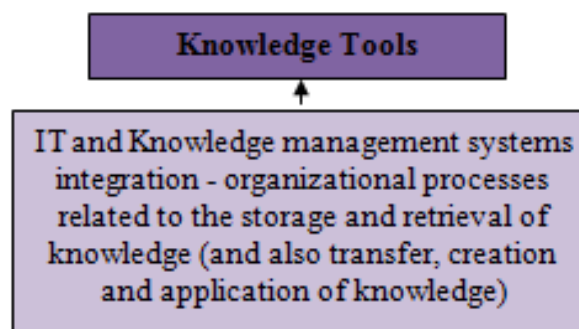 Knowledge Tools
IT and Knowledge management systems
integration - organizational processes
related to the storage and retrieval of
knowledge (and also transfer, creation
and application of knowledge)